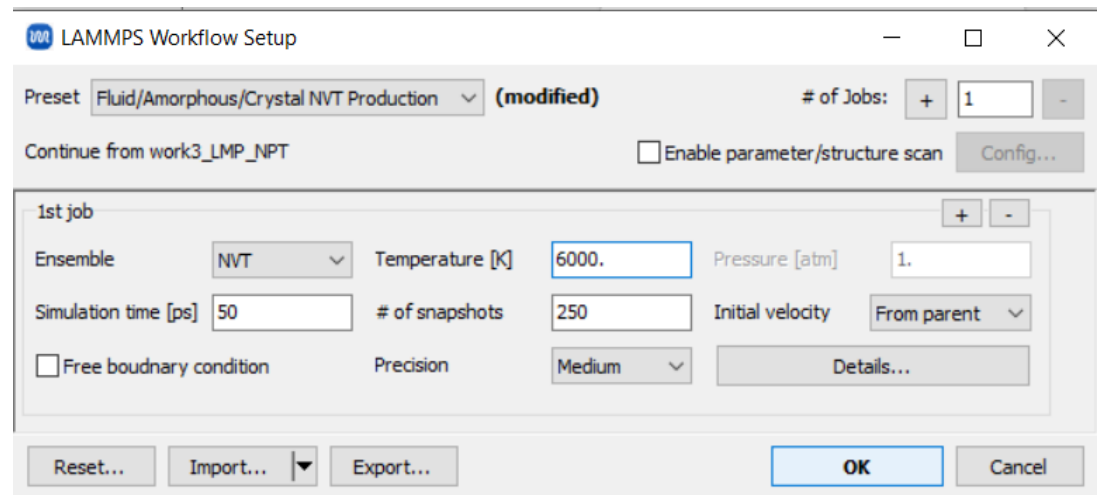 LAMMPS Workflow Setup
Preset Fluid/Amorphous/Crystal NVT Production (modified) # of Jobs: + 1 -
Continue from work3_LMP_NPT Enable parameter/structure scan Config...
1st job + -
Ensemble NVT Temperature [K] 6000. Pressure [atm] 1.
Simulation time [ps] 50 # of snapshots 250 Initial velocity From parent
Free boudnary condition Precision Medium Details...
Reset... Import... Export... OK Cancel